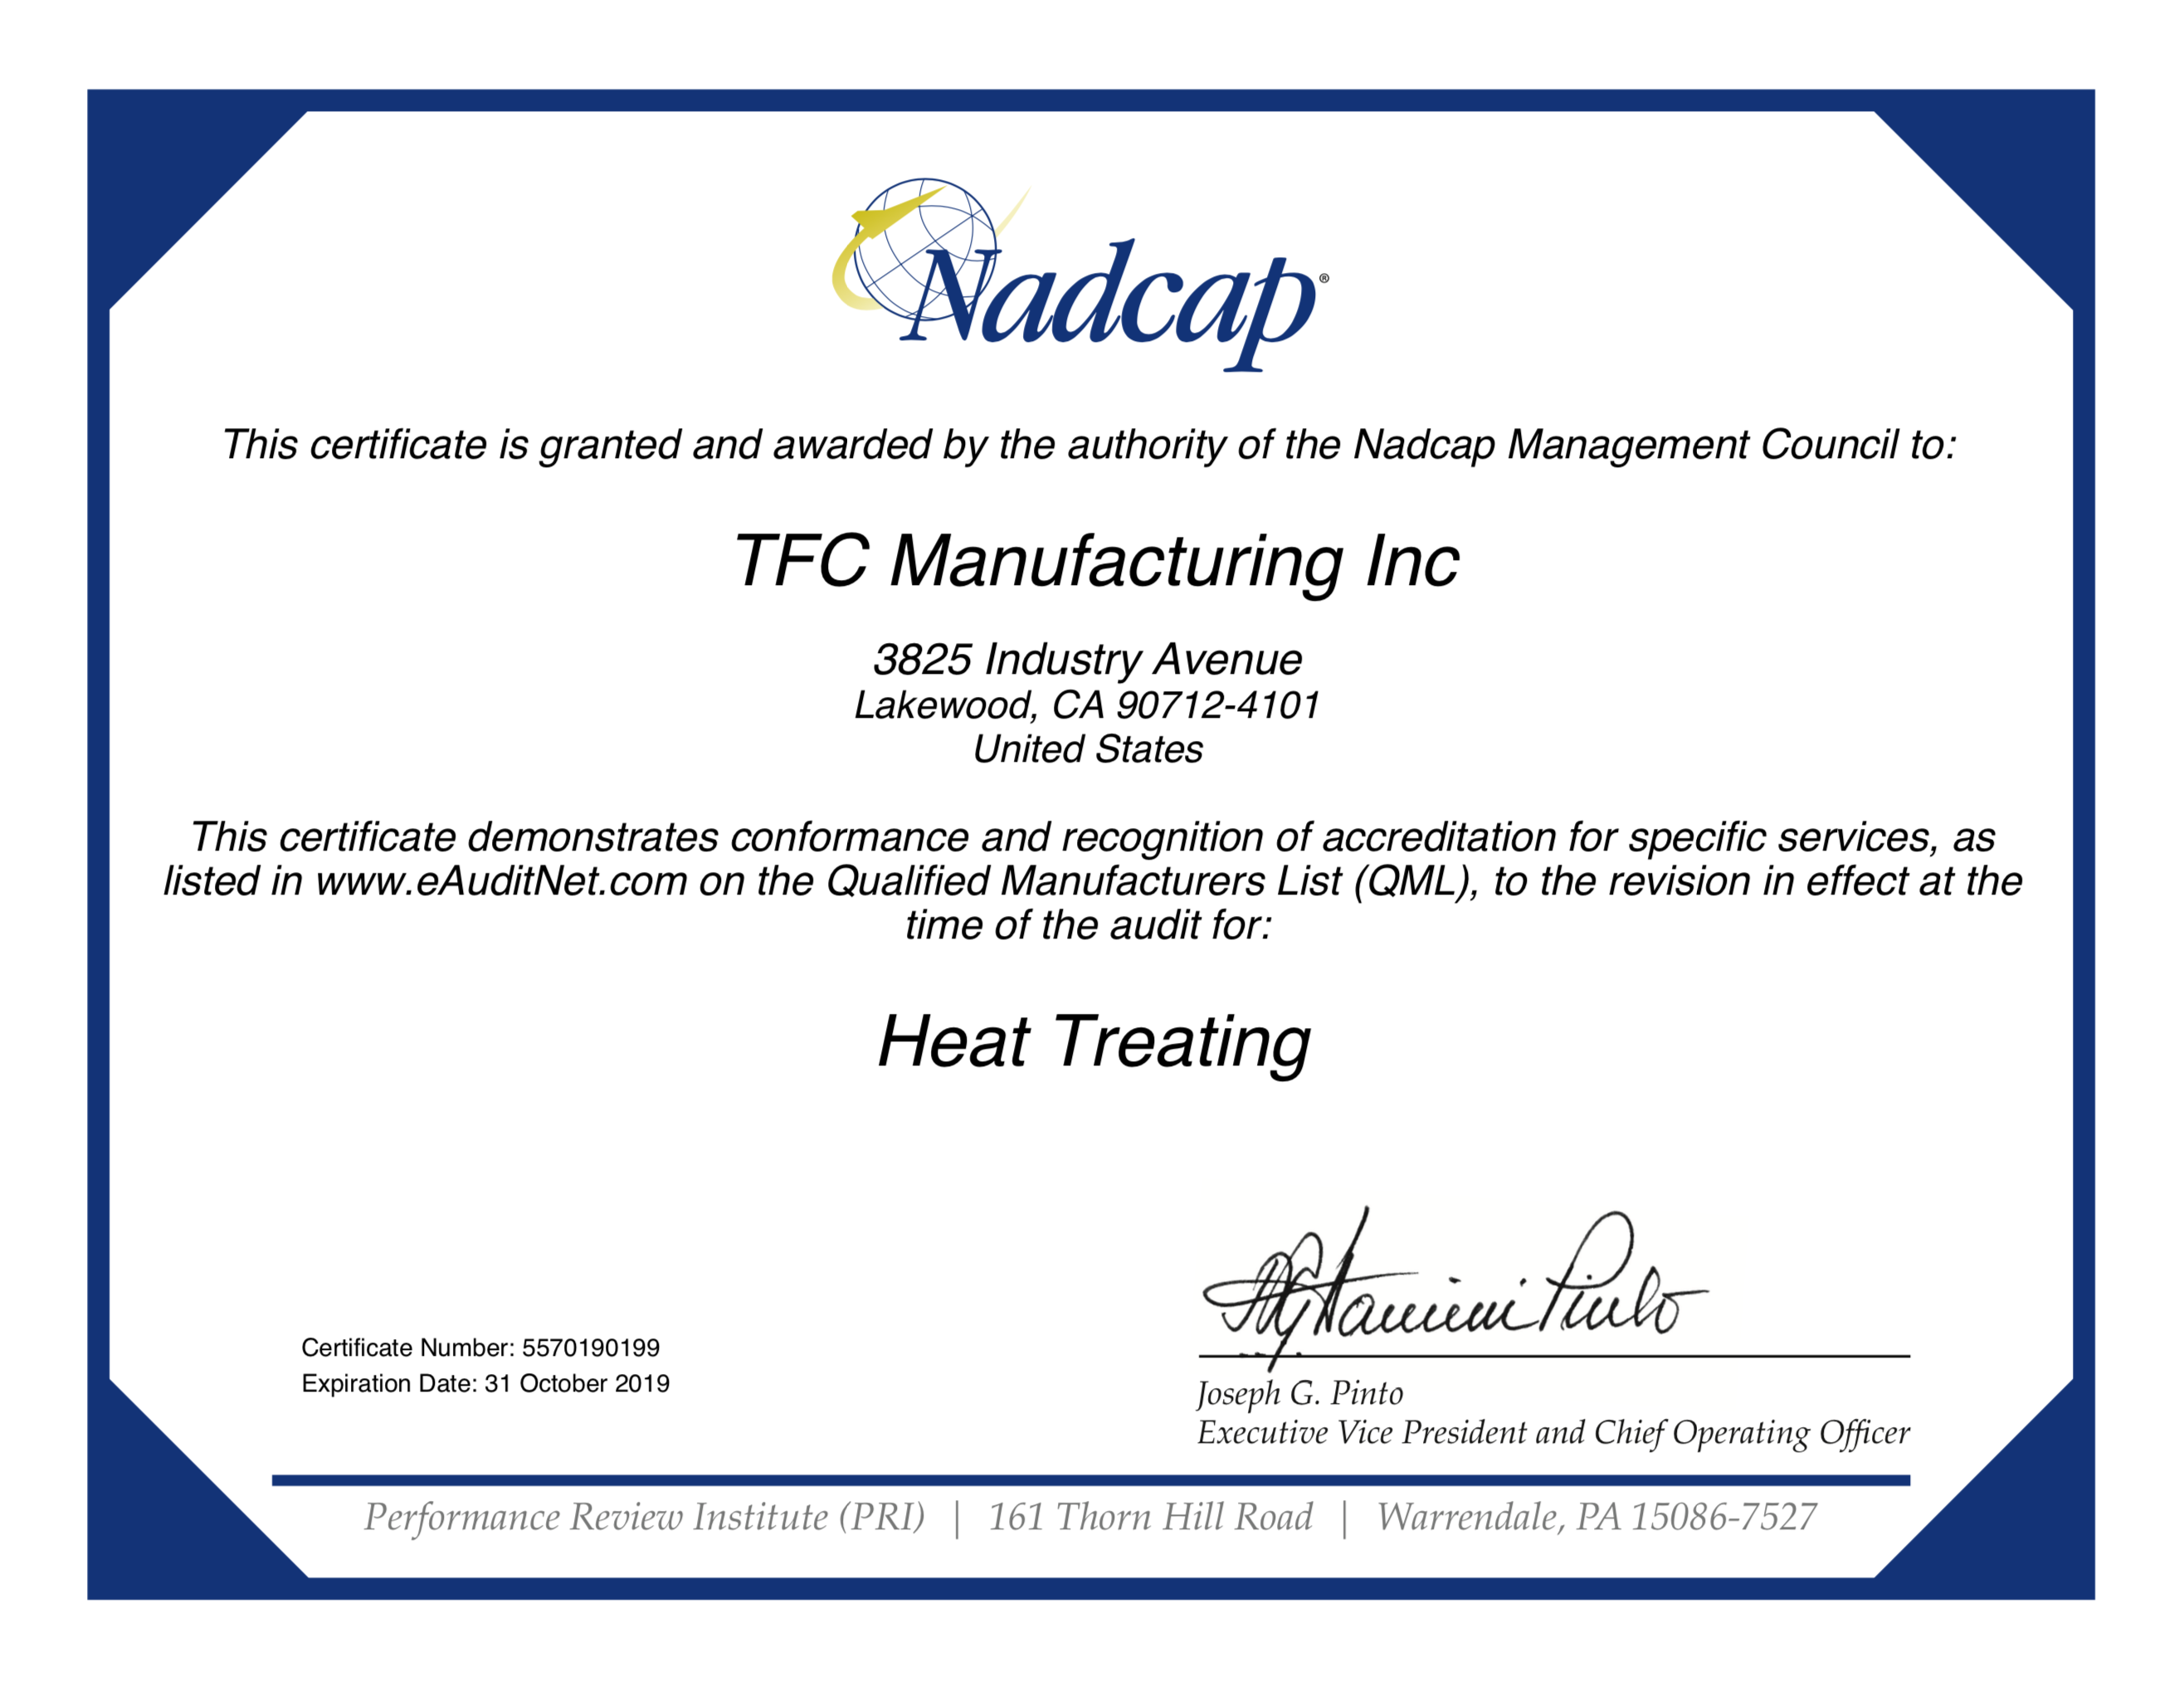 Nadcap®
This certificate is granted and awarded by the authority of the Nadcap Management Council to:
TFC Manufacturing Inc
3825 Industry Avenue
Lakewood, CA 90712-4101
United States
This certificate demonstrates conformance and recognition of accreditation for specific services, as
listed in www.eAuditNet.com on the Qualified Manufacturers List (QML), to the revision in effect at the
time of the audit for:
Heat Treating
Certificate Number: 5570190199
Expiration Date: 31 October 2019
Joseph G. Pinto
Executive Vice President and Chief Operating Officer
Performance Review Institute (PRI) | 161 Thorn Hill Road | Warrendale, PA 15086-7527